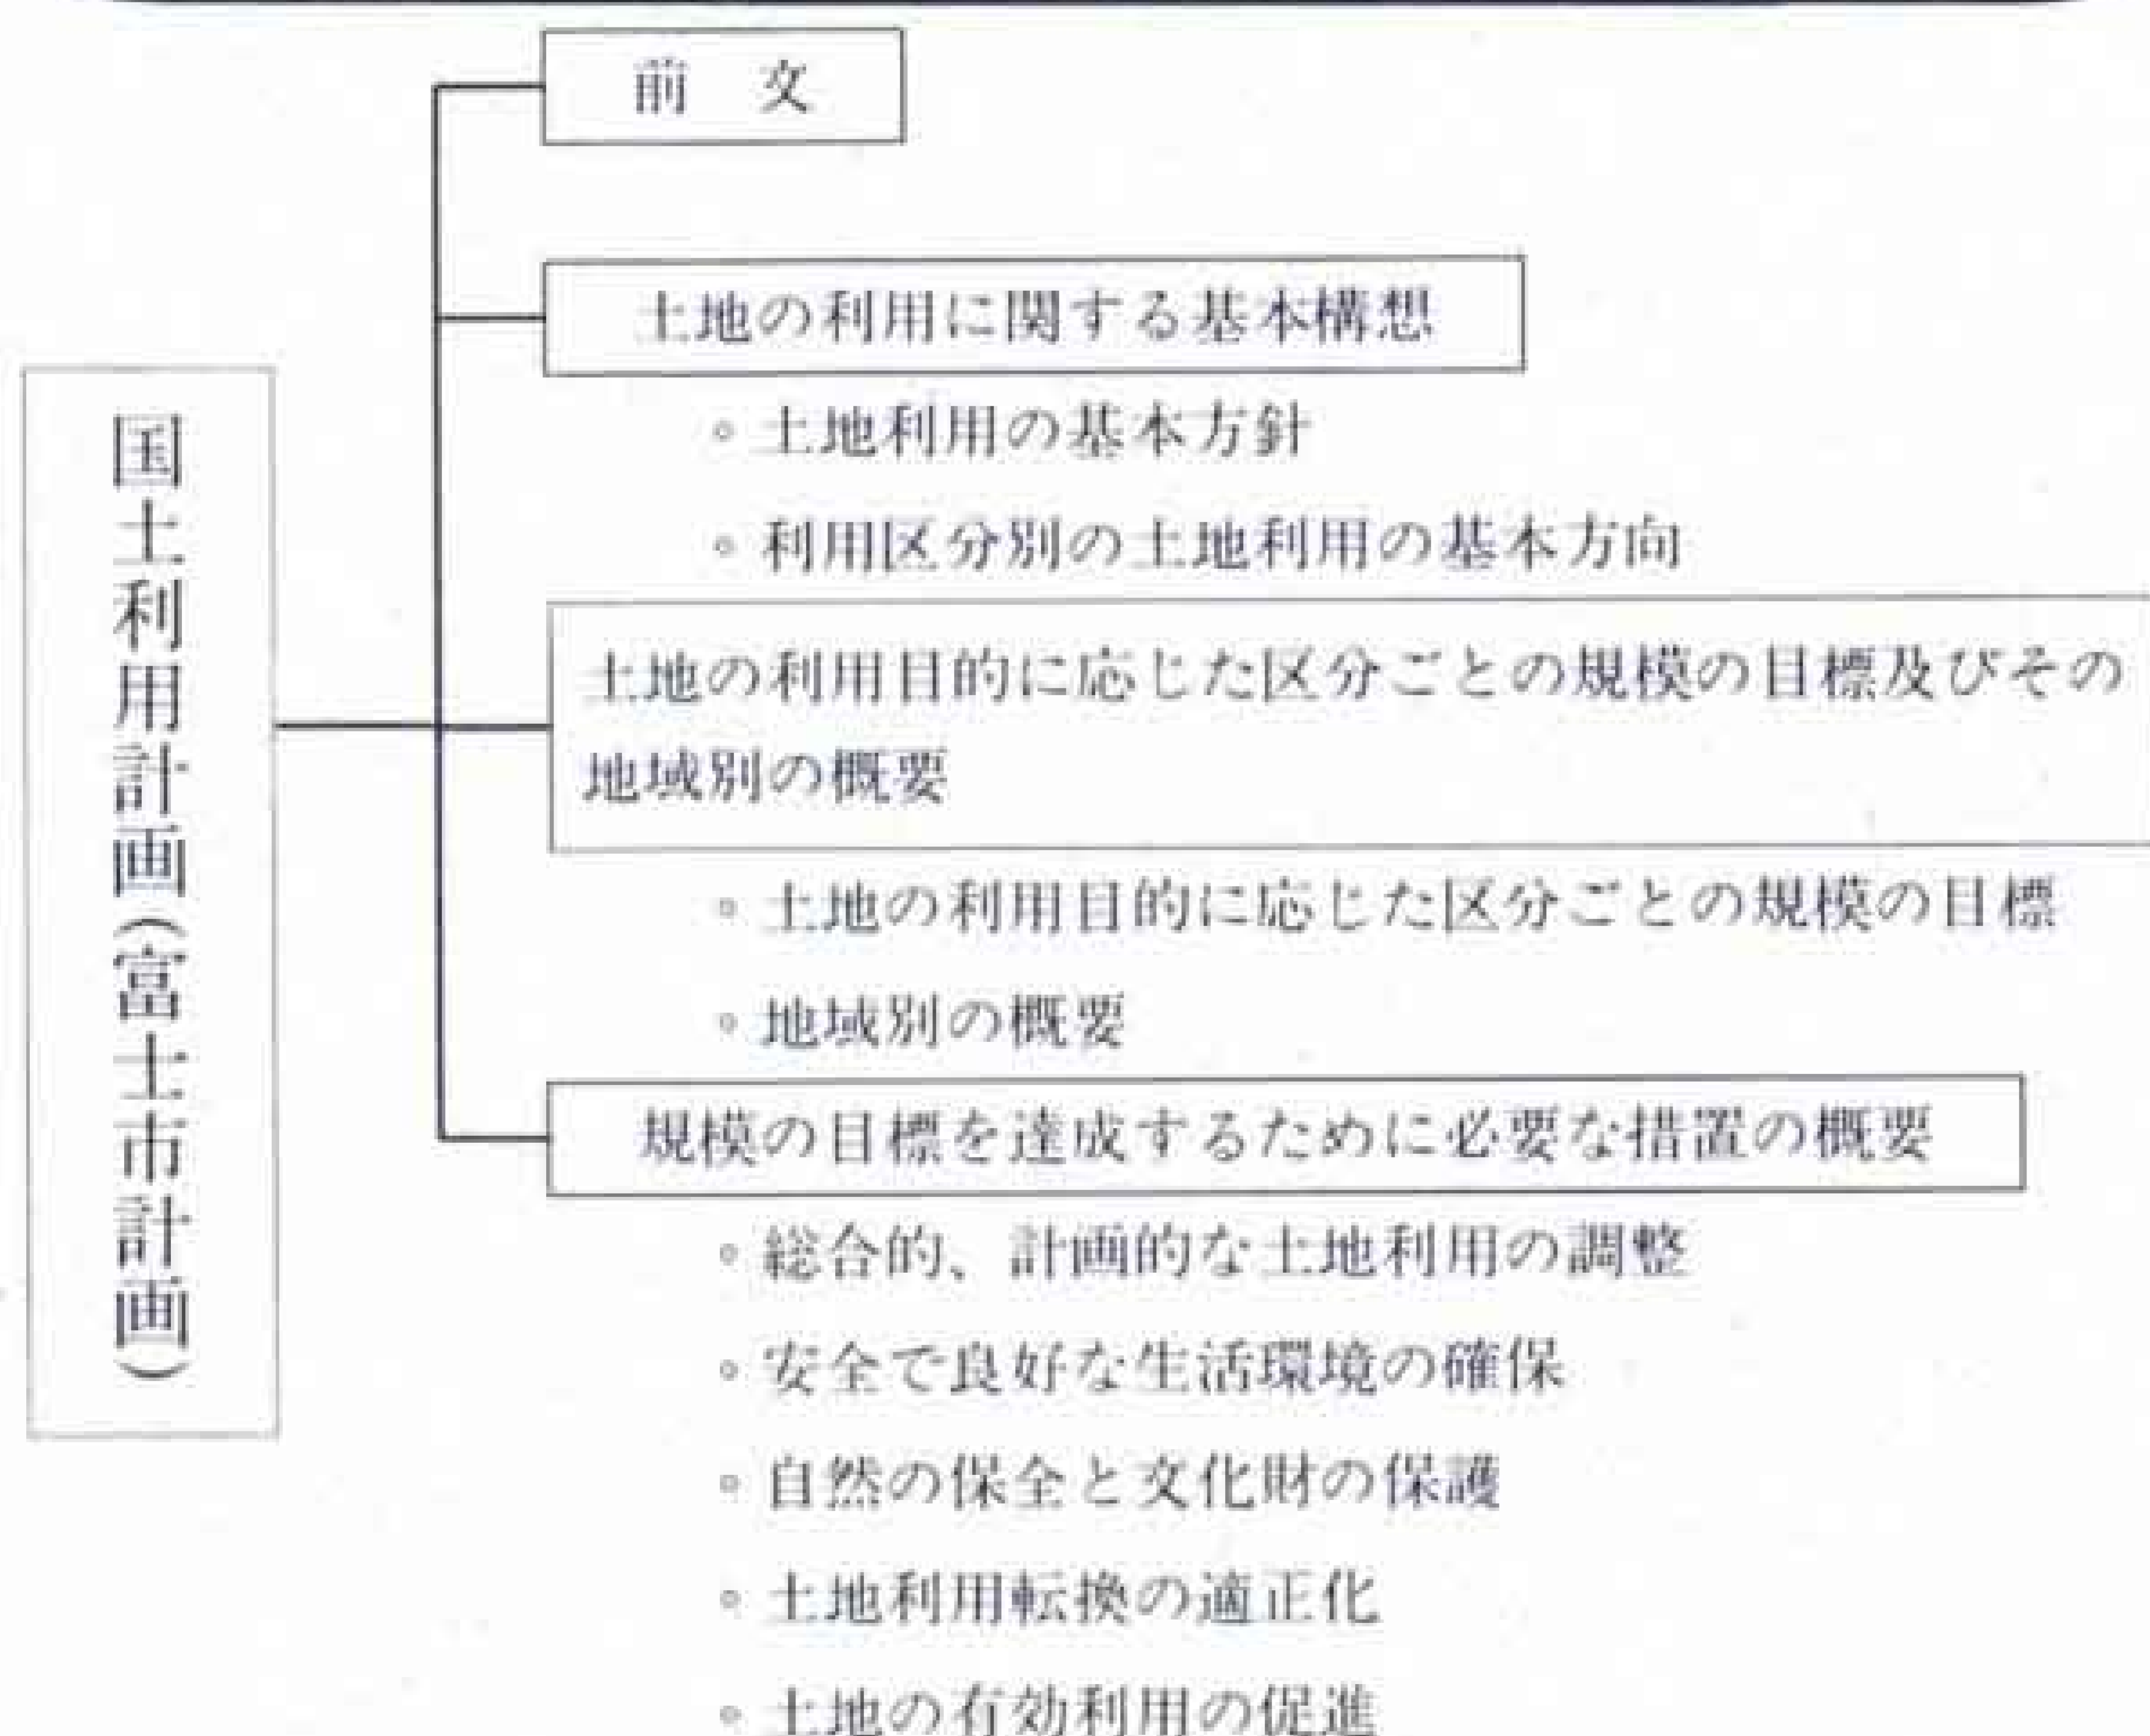 国土利用計画(富士市計画)
前 文
土地の利用に関する基本構想
◦ 土地利用の基本方針
◦ 利用区分別の土地利用の基本方向
土地の利用目的に応じた区分ごとの規模の目標及びその
地域別の概要
◦ 土地の利用目的に応じた区分ごとの規模の目標
◦ 地域別の概要
規模の目標を達成するために必要な措置の概要
◦ 総合的、計画的な土地利用の調整
◦ 安全で良好な生活環境の確保
◦ 自然の保全と文化財の保護
◦ 土地利用転換の適正化
◦ 土地の有効利用の促進